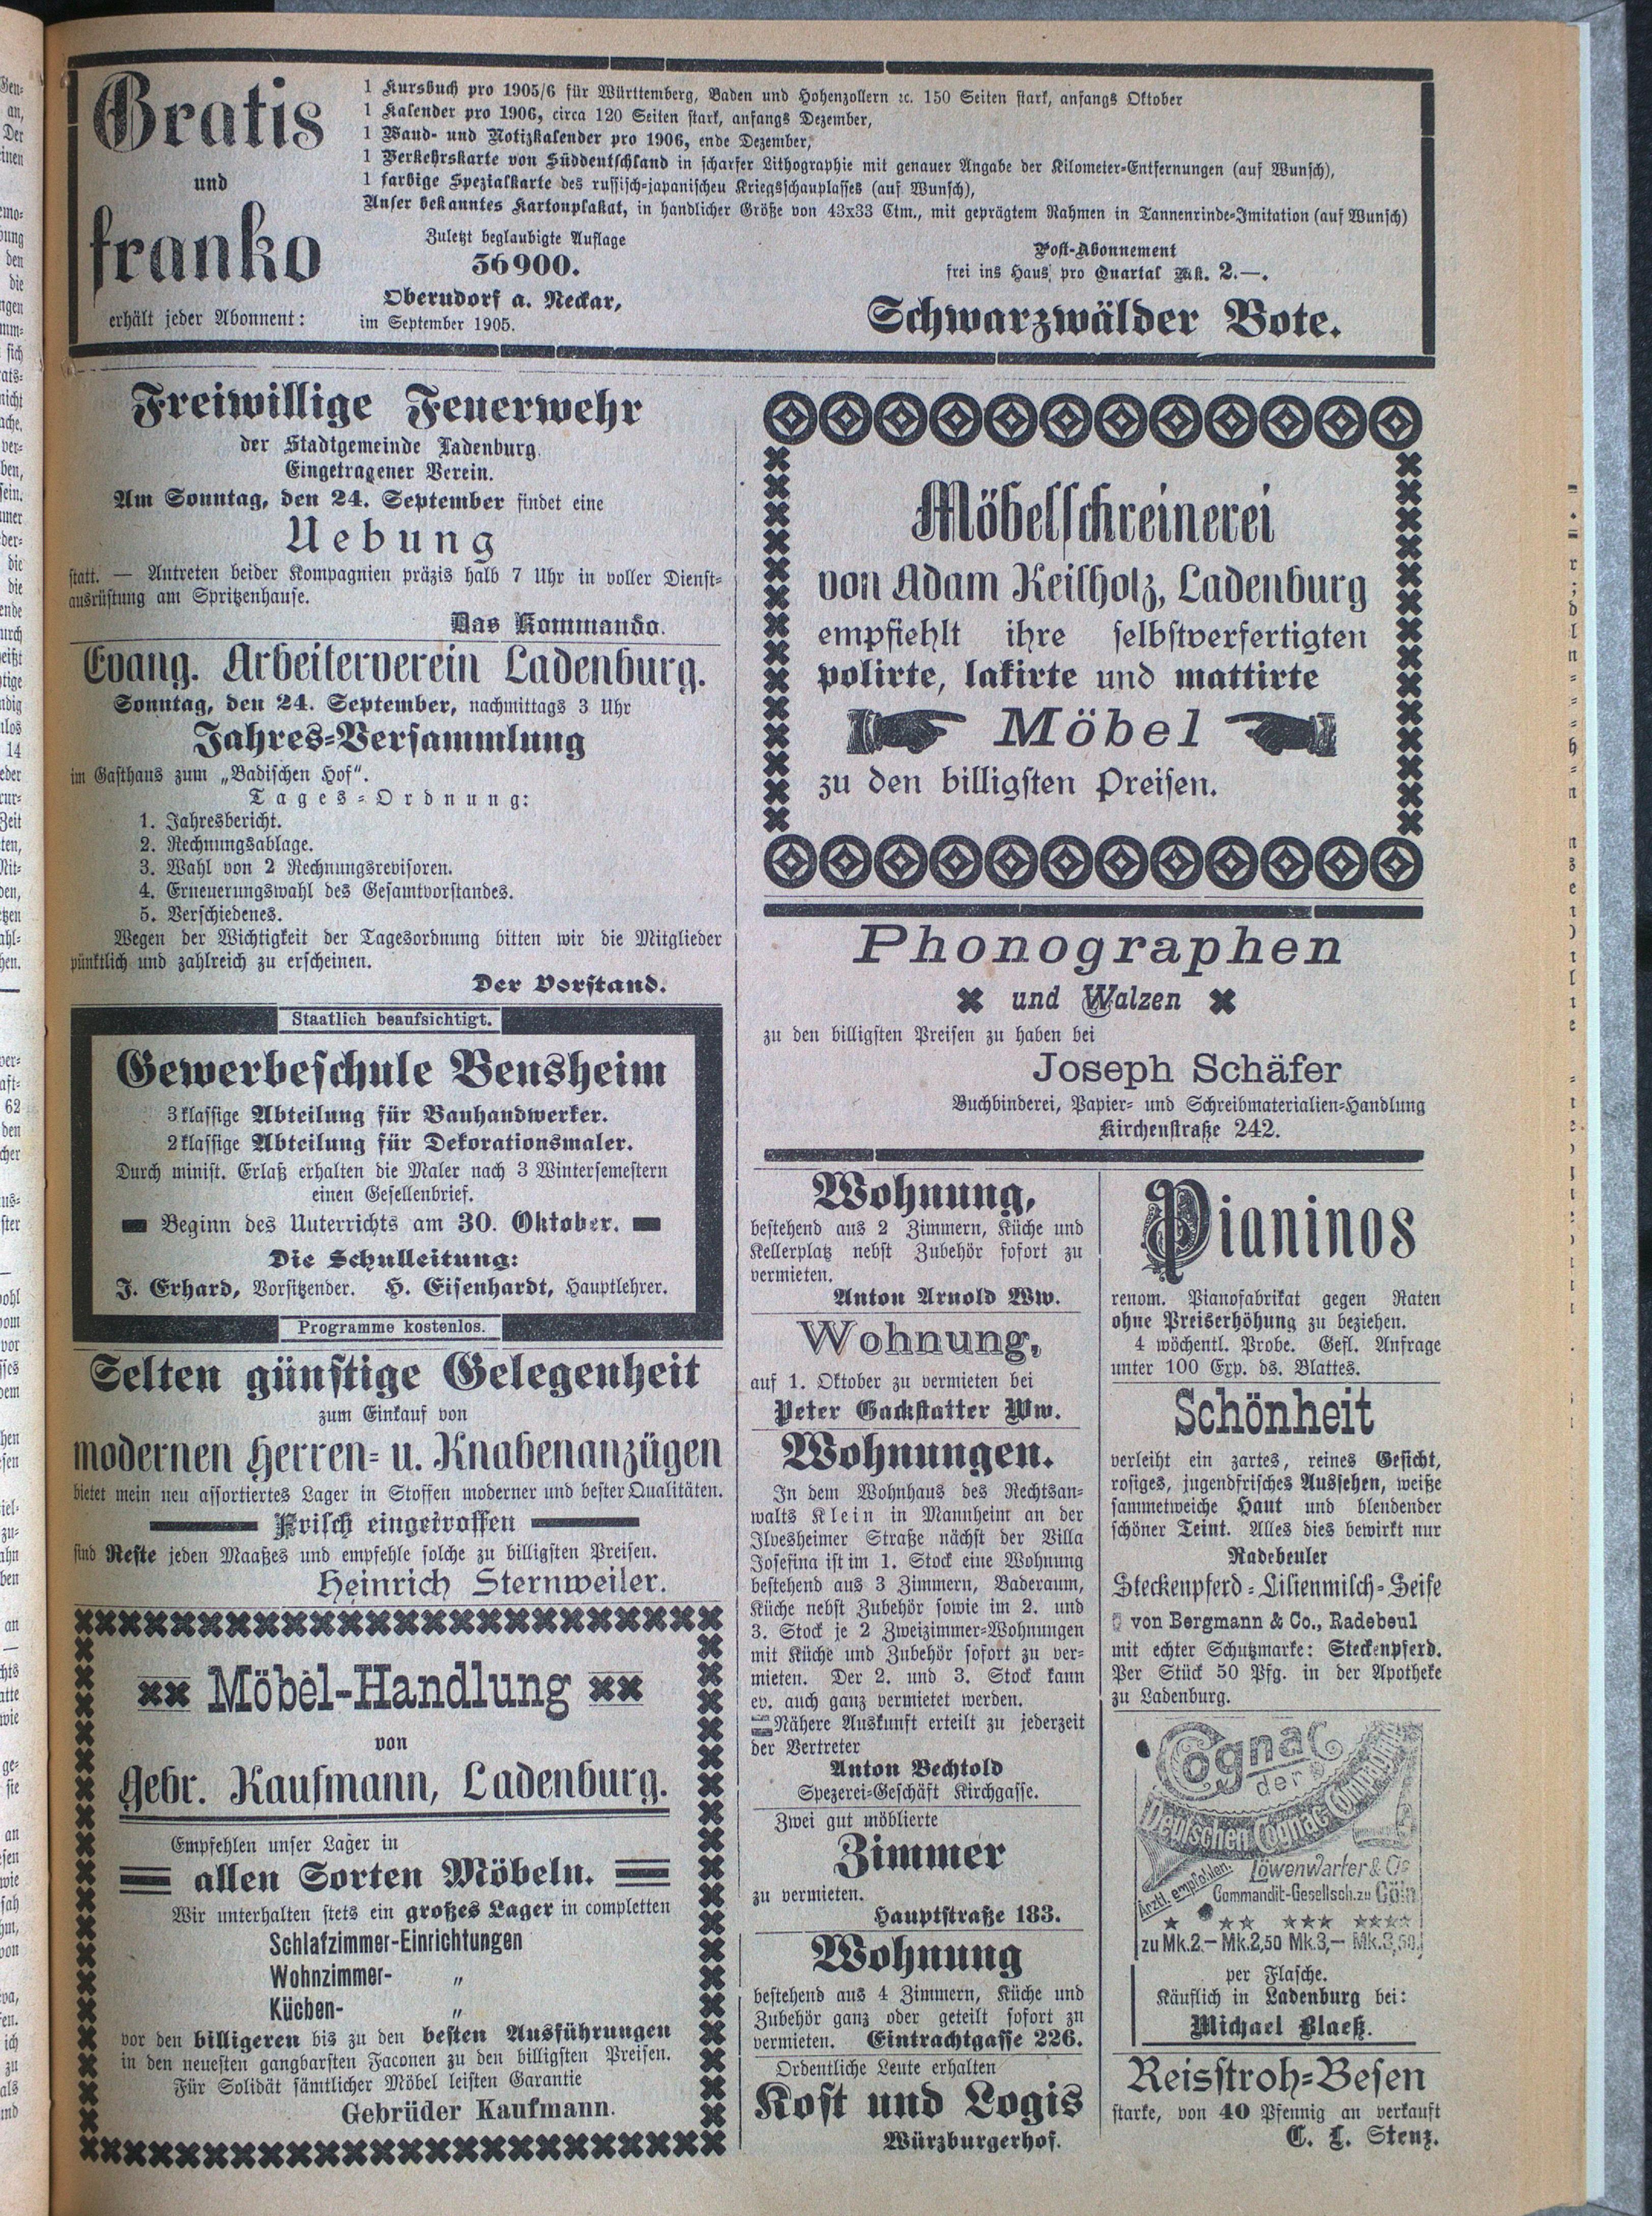 Gratis
und
franko
erhält jeder Abonnent:
1 Kursbuch pro 1905/6 für Württemberg, Baden und Hohenzollern ꝛc. 150 Seiten stark, anfangs Oktober
1 Kalender pro 1906, circa 120 Seiten stark, anfangs Dezember,
1 Wand- und Notizkalender pro 1906, ende Dezember,
1 Verkehrskarte von Süddeutschland in scharfer Lithographie mit genauer Angabe der Kilometer-Entfernungen (auf Wunsch),
1 farbige Spezialkarte des russisch-japanischen Kriegsschauplasses (auf Wunsch),
Unser bekanntes Kartonplakat, in handlicher Größe von 43x33 Ctm., mit geprägtem Rahmen in Tannenrinde-Imitation (auf Wunsch)
Zuletzt beglaubigte Auflage
36900.
Oberndorf a. Neckar,
im September 1905.
Post-Abonnement
frei ins Haus pro Quartal Mk. 2.—.
Schwarzwälder Bote.
Freiwillige Feuerwehr
der Stadtgemeinde Ladenburg.
Eingetragener Verein.
Am Sonntag, den 24. September findet eine
Uebung
statt. — Antreten beider Kompagnien präzis halb 7 Uhr in voller Dienst-
ausrüstung am Spritzenhause.
Das Kommando.
Evang. Arbeiterverein Ladenburg.
Sonntag, den 24. September, nachmittags 3 Uhr
Jahres-Versammlung
im Gasthaus zum „Badischen Hof“.
Tages-Ordnung:
1. Jahresbericht.
2. Rechnungsablage.
3. Wahl von 2 Rechnungsrevisoren.
4. Erneuerungswahl des Gesamtvorstandes.
5. Verschiedenes.
Wegen der Wichtigkeit der Tagesordnung bitten wir die Mitglieder
pünktlich und zahlreich zu erscheinen.
Der Vorstand.
Staatlich beaufsichtigt.
Gewerbeschule Bensheim
3klassige Abteilung für Bauhandwerker.
2klassige Abteilung für Dekorationsmaler.
Durch minist. Erlaß erhalten die Maler nach 3 Wintersemestern
einen Gesellenbrief.
Beginn des Unterrichts am 30. Oktober.
Die Schulleitung:
J. Erhard, Vorsitzender. H. Eisenhardt, Hauptlehrer.
Programme kostenlos.
Selten günstige Gelegenheit
zum Einkauf von
modernen Herren- u. Knabenanzügen
bietet mein neu assortiertes Lager in Stoffen moderner und bester Qualitäten.
Frisch eingetroffen
sind Reste jeden Maaßes und empfehle solche zu billigsten Preisen.
Heinrich Sternweiler.
Möbel-Handlung
von
Gebr. Kaufmann, Ladenburg.
Empfehlen unser Lager in
allen Sorten Möbeln.
Wir unterhalten stets ein großes Lager in completten
Schlafzimmer-Einrichtungen
Wohnzimmer- „
Küchen- „
vor den billigeren bis zu den besten Ausführungen
in den neuesten gangbarsten Faconen zu den billigsten Preisen.
Für Solidät sämtlicher Möbel leisten Garantie
Gebrüder Kaufmann.
Möbelschreinerei
von Adam Keilholz, Ladenburg
empfiehlt ihre selbstverfertigten
polirte, lakirte und mattirte
Möbel
zu den billigsten Preisen.
Phonographen
und Walzen
zu den billigsten Preisen zu haben bei
Joseph Schäfer
Buchbinderei, Papier- und Schreibmaterialien-Handlung
Kirchenstraße 242.
Wohnung,
bestehend aus 2 Zimmern, Küche und
Kellerplatz nebst Zubehör sofort zu
vermieten.
Anton Arnold Ww.
Wohnung,
auf 1. Oktober zu vermieten bei
Peter Gackstatter Ww.
Wohnungen.
In dem Wohnhaus des Rechtsan-
walts Klein in Mannheim an der
Ilvesheimer Straße nächst der Villa
Josefina ist im 1. Stock eine Wohnung
bestehend aus 3 Zimmern, Baderaum,
Küche nebst Zubehör sowie im 2. und
3. Stock je 2 Zweizimmer-Wohnungen
mit Küche und Zubehör sofort zu ver-
mieten. Der 2. und 3. Stock kann
ev. auch ganz vermietet werden.
Nähere Auskunft erteilt zu jederzeit
der Vertreter
Anton Bechtold
Spezerei-Geschäft Kirchgasse.
Zwei gut möblierte
Zimmer
zu vermieten.
Hauptstraße 183.
Wohnung
bestehend aus 4 Zimmern, Küche und
Zubehör ganz oder geteilt sofort zu
vermieten. Eintrachtgasse 226.
Ordentliche Leute erhalten
Kost und Logis
Würzburgerhof.
Pianinos
renom. Pianofabrikat gegen Raten
ohne Preiserhöhung zu beziehen.
4 wöchentl. Probe. Gefl. Anfrage
unter 100 Exp. ds. Blattes.
Schönheit
verleiht ein zartes, reines Gesicht,
rosiges, jugendfrisches Aussehen, weiße
sammetweiche Haut und blendender
schöner Teint. Alles dies bewirkt nur
Radebeuler
Steckenpferd-Lilienmilch-Seife
von Bergmann & Co., Radebeul
mit echter Schutzmarke: Steckenpferd.
Per Stück 50 Pfg. in der Apotheke
zu Ladenburg.
Cognac
der
Deutschen Cognac Compagnie
Löwenwarter & Cie
Ärztl. empfohlen.
Commandit-Gesellsch. zu Cöln
★ ★★ ★★★ ★★★★
zu Mk. 2.— Mk. 2,50 Mk. 3,— Mk. 3,50.
per Flasche.
Käuflich in Ladenburg bei:
Michael Blaeß.
Reisstroh-Besen
starke, von 40 Pfennig an verkauft
C. L. Stenz.